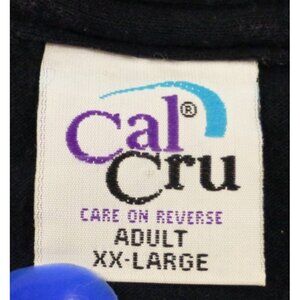 Cal®
Cru
CARE ON REVERSE
ADULT
XX-LARGE